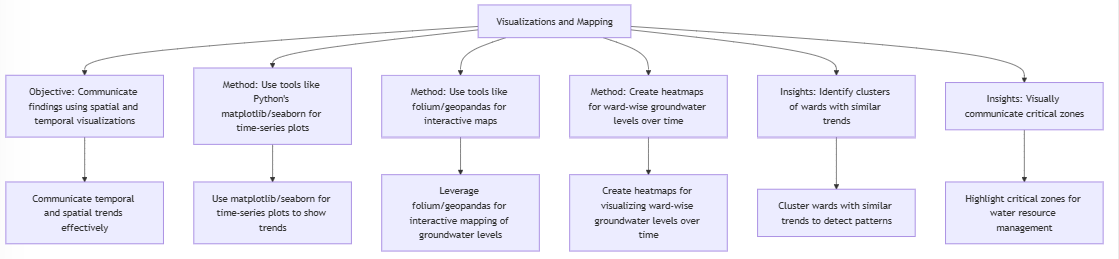 Visualizations and Mapping
Objective: Communicate
findings using spatial and
temporal visualizations
Method: Use tools like
Python's
matplotlib/seaborn for
time-series plots
Method: Use tools like
folium/geopandas for
interactive maps
Method: Create heatmaps
for ward-wise groundwater
levels over time
Insights: Identify clusters
of wards with similar
trends
Insights: Visually
communicate critical zones
Communicate temporal
and spatial trends
effectively
Use matplotlib/seaborn for
time-series plots to show
trends
Leverage
folium/geopandas for
interactive mapping of
groundwater levels
Create heatmaps for
visualizing ward-wise
groundwater levels over
time
Cluster wards with similar
trends to detect patterns
Highlight critical zones for
water resource
management